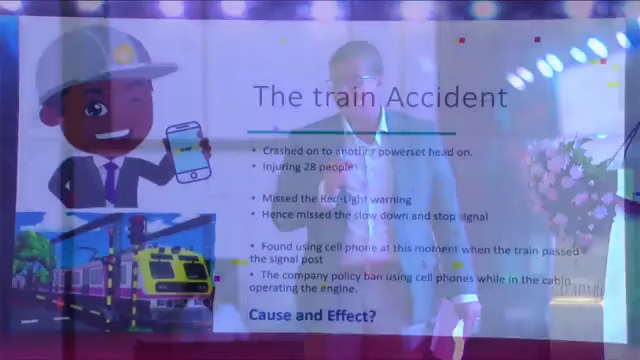 The train Accident
• Crashed on to another powerset head on.
• Injuring 28 people!
• Missed the Red-Light warning
• Hence missed the slow down and stop signal
• Found using cell phone at this moment when the train passed
the signal post
• The company policy ban using cell phones while in the cabin
operating the engine.
Cause and Effect?